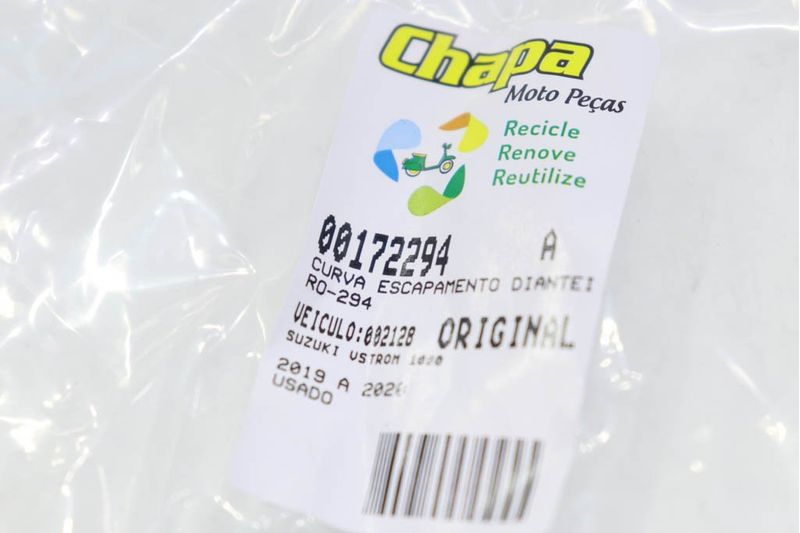 Chapa
Moto Peças
Recicle
Renove
Reutilize
00172294 A
CURVA ESCAPAMENTO DIANTEI
RO-294
VEICULO:002128 ORIGINAL
SUZUKI VSTROM
2019 A 2020
USADO